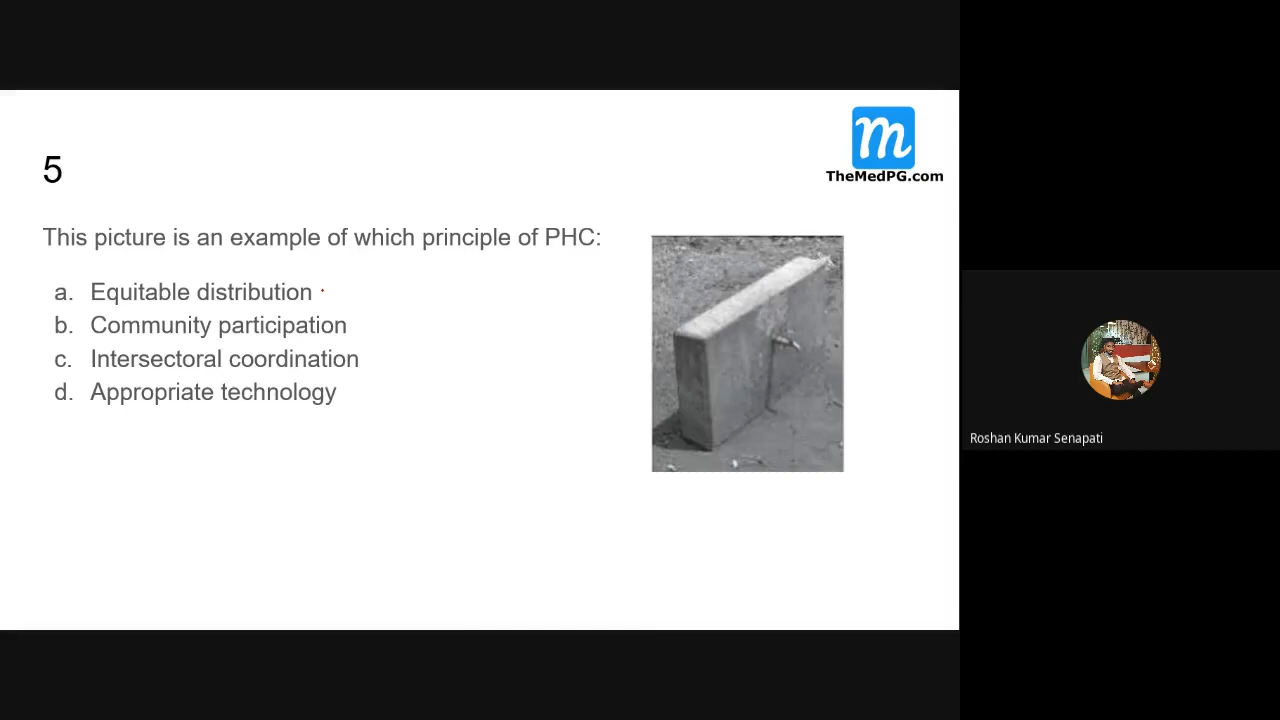 5
m
TheMedPG.com
This picture is an example of which principle of PHC:
a. Equitable distribution
b. Community participation
c. Intersectoral coordination
d. Appropriate technology
Roshan Kumar Senapati